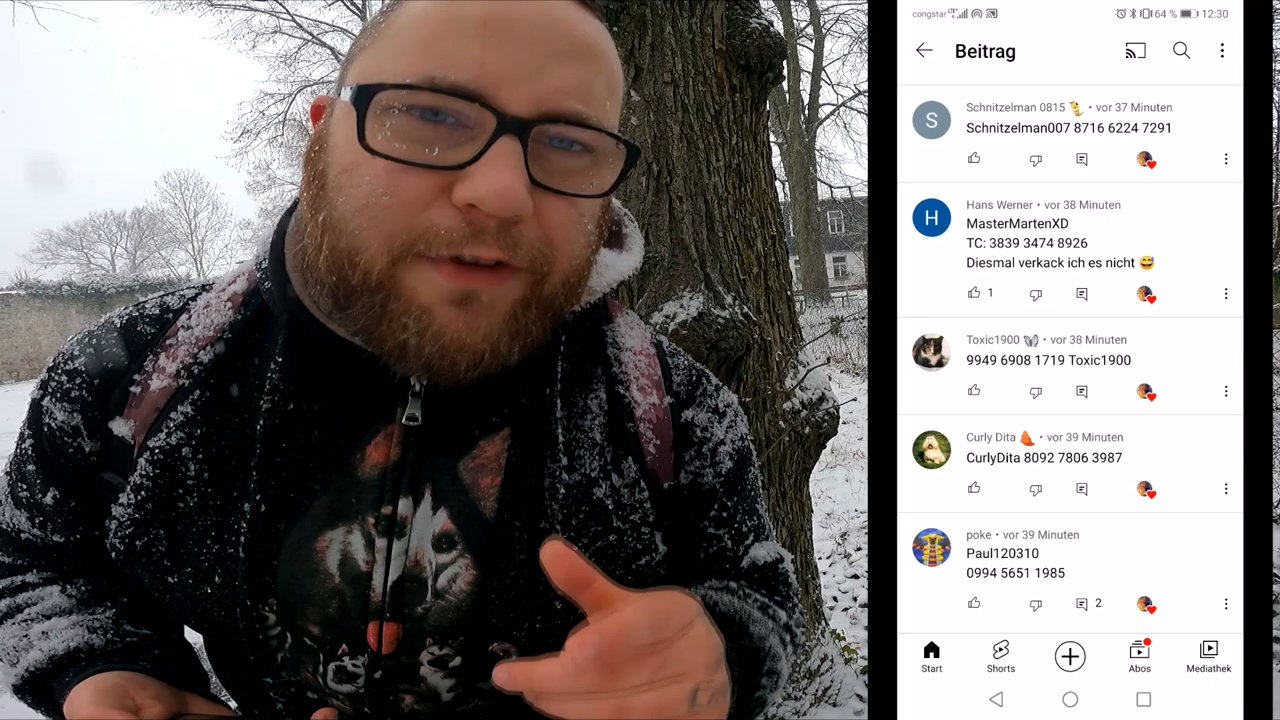 congstar 64 % 12:30
Beitrag
Schnitzelman 0815 • vor 37 Minuten
S
Schnitzelman007 8716 6224 7291
Hans Werner • vor 38 Minuten
H
MasterMartenXD
TC: 3839 3474 8926
Diesmal verkack ich es nicht 😅
1
Toxic1900 • vor 38 Minuten
9949 6908 1719 Toxic1900
Curly Dita • vor 39 Minuten
CurlyDita 8092 7806 3987
poke • vor 39 Minuten
Paul120310
0994 5651 1985
2
Start Shorts Abos Mediathek